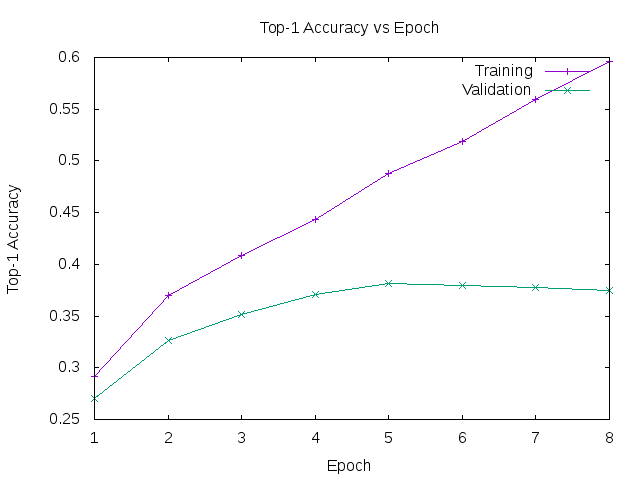 Top-1 Accuracy vs Epoch
Top-1 Accuracy
0.6
0.55
0.5
0.45
0.4
0.35
0.3
0.25
Training
Validation
1 2 3 4 5 6 7 8
Epoch